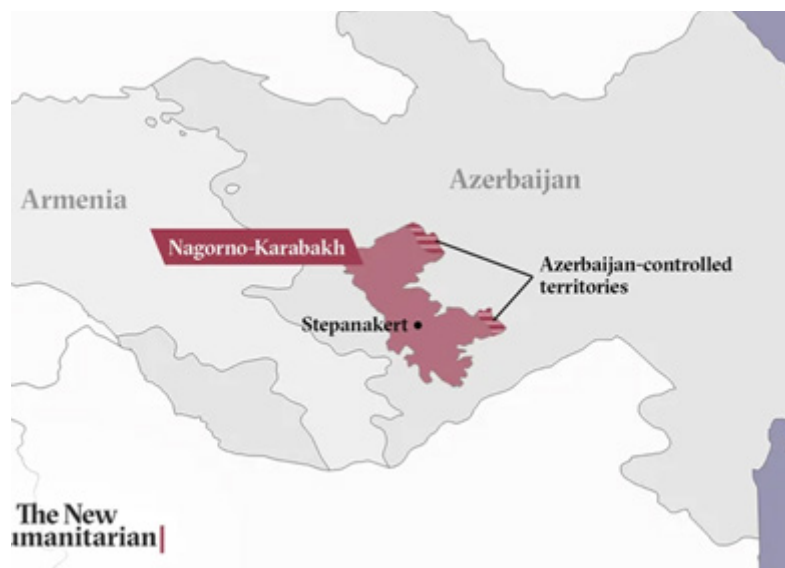 Armenia
Azerbaijan
Nagorno-Karabakh
Azerbaijan-controlled
territories
Stepanakert
The New
umanitarian